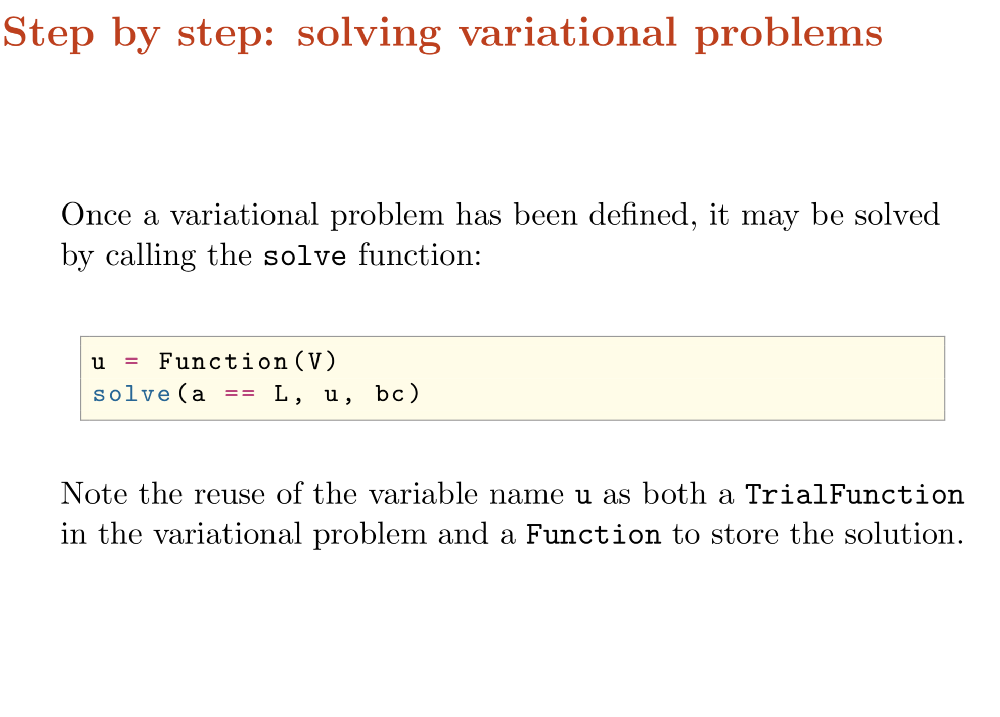 Step by step: solving variational problems
Once a variational problem has been defined, it may be solved
by calling the solve function:
u = Function(V)
solve(a == L, u, bc)
Note the reuse of the variable name u as both a TrialFunction
in the variational problem and a Function to store the solution.